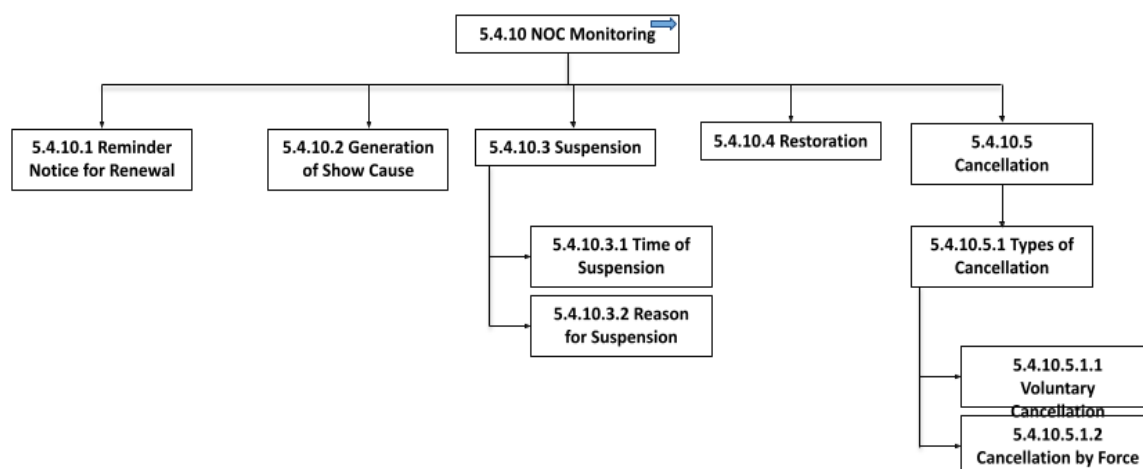 5.4.10 NOC Monitoring
5.4.10.1 Reminder
Notice for Renewal
5.4.10.2 Generation
of Show Cause
5.4.10.3 Suspension
5.4.10.4 Restoration
5.4.10.5
Cancellation
5.4.10.3.1 Time of
Suspension
5.4.10.3.2 Reason
for Suspension
5.4.10.5.1 Types of
Cancellation
5.4.10.5.1.1
Voluntary
Cancellation
5.4.10.5.1.2
Cancellation by Force